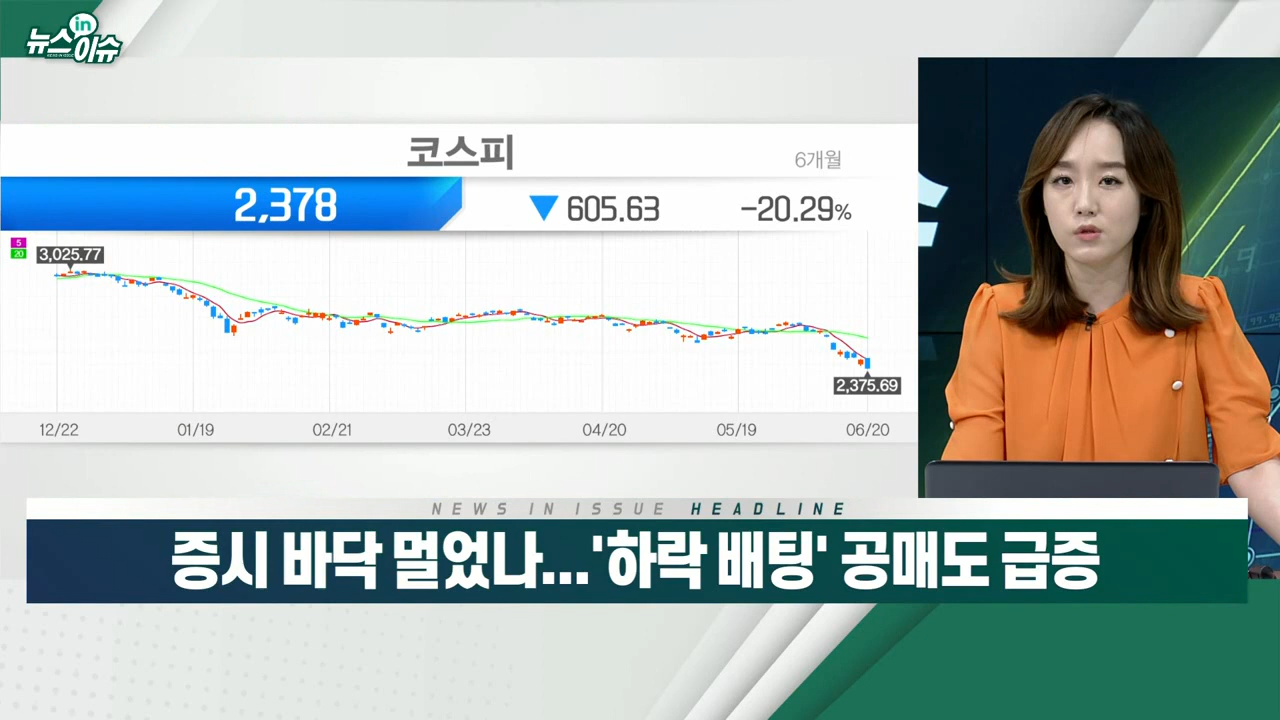 뉴스in이슈
NEWS IN ISSUE
코스피
6개월
2,378 ▼ 605.63 -20.29%
5
20
3,025.77
2,375.69
12/22 01/19 02/21 03/23 04/20 05/19 06/20
NEWS IN ISSUE HEADLINE
증시 바닥 멀었나...'하락 배팅' 공매도 급증